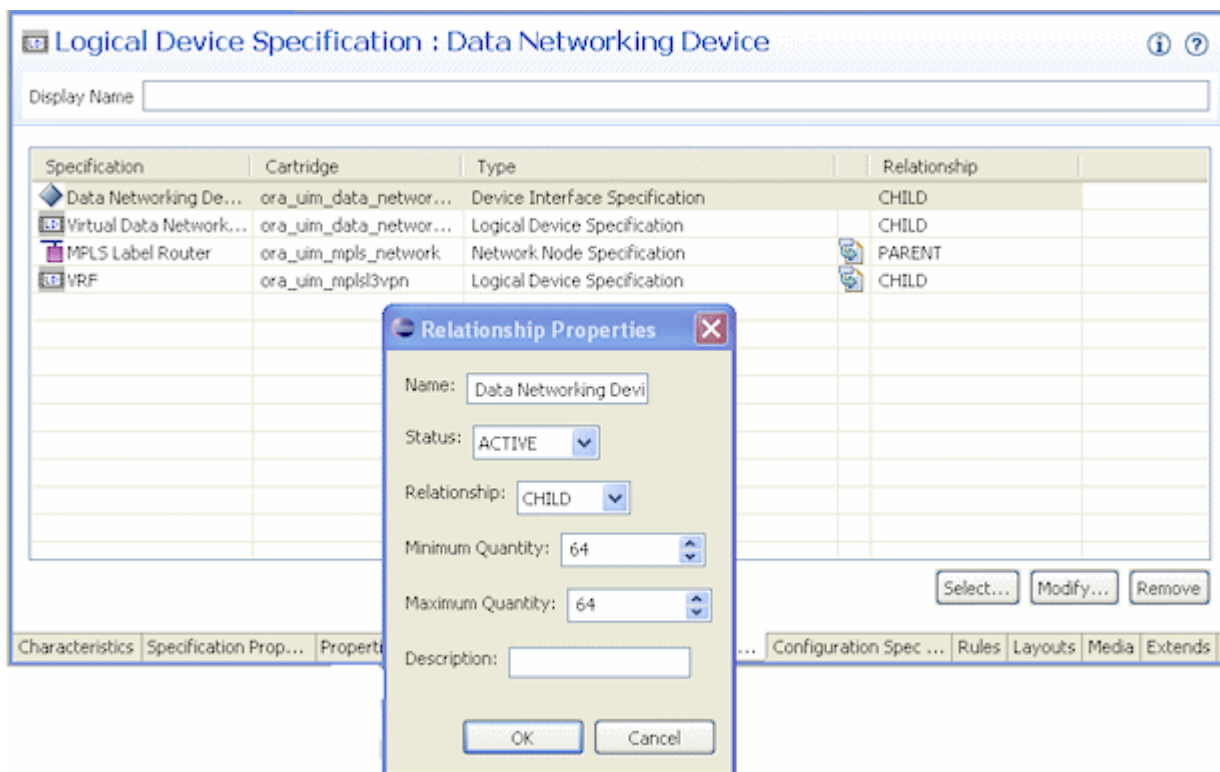 Logical Device Specification : Data Networking Device
Display Name
Specification Cartridge Type Relationship
Data Networking De... ora_uim_data_networ... Device Interface Specification CHILD
Virtual Data Network... ora_uim_data_networ... Logical Device Specification CHILD
MPLS Label Router ora_uim_mpls_network Network Node Specification PARENT
VRF ora_uim_mplsl3vpn Logical Device Specification CHILD
Relationship Properties
Name: Data Networking Devi
Status: ACTIVE
Relationship: CHILD
Minimum Quantity: 64
Maximum Quantity: 64
Description:
OK Cancel
Select... Modify... Remove
Characteristics Specification Prop... Properti ... Configuration Spec ... Rules Layouts Media Extends